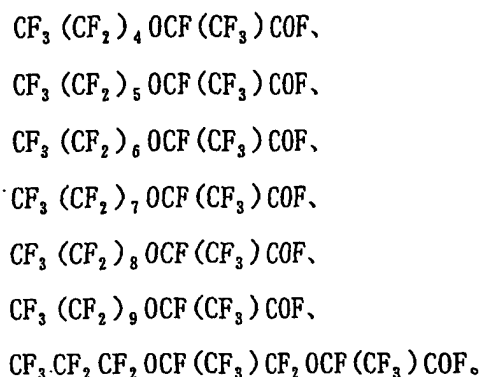 CF₃(CF₂)₄OCF(CF₃)COF、
CF₃(CF₂)₅OCF(CF₃)COF、
CF₃(CF₂)₆OCF(CF₃)COF、
CF₃(CF₂)₇OCF(CF₃)COF、
CF₃(CF₂)₈OCF(CF₃)COF、
CF₃(CF₂)₉OCF(CF₃)COF、
CF₃CF₂CF₂OCF(CF₃)CF₂OCF(CF₃)COF。